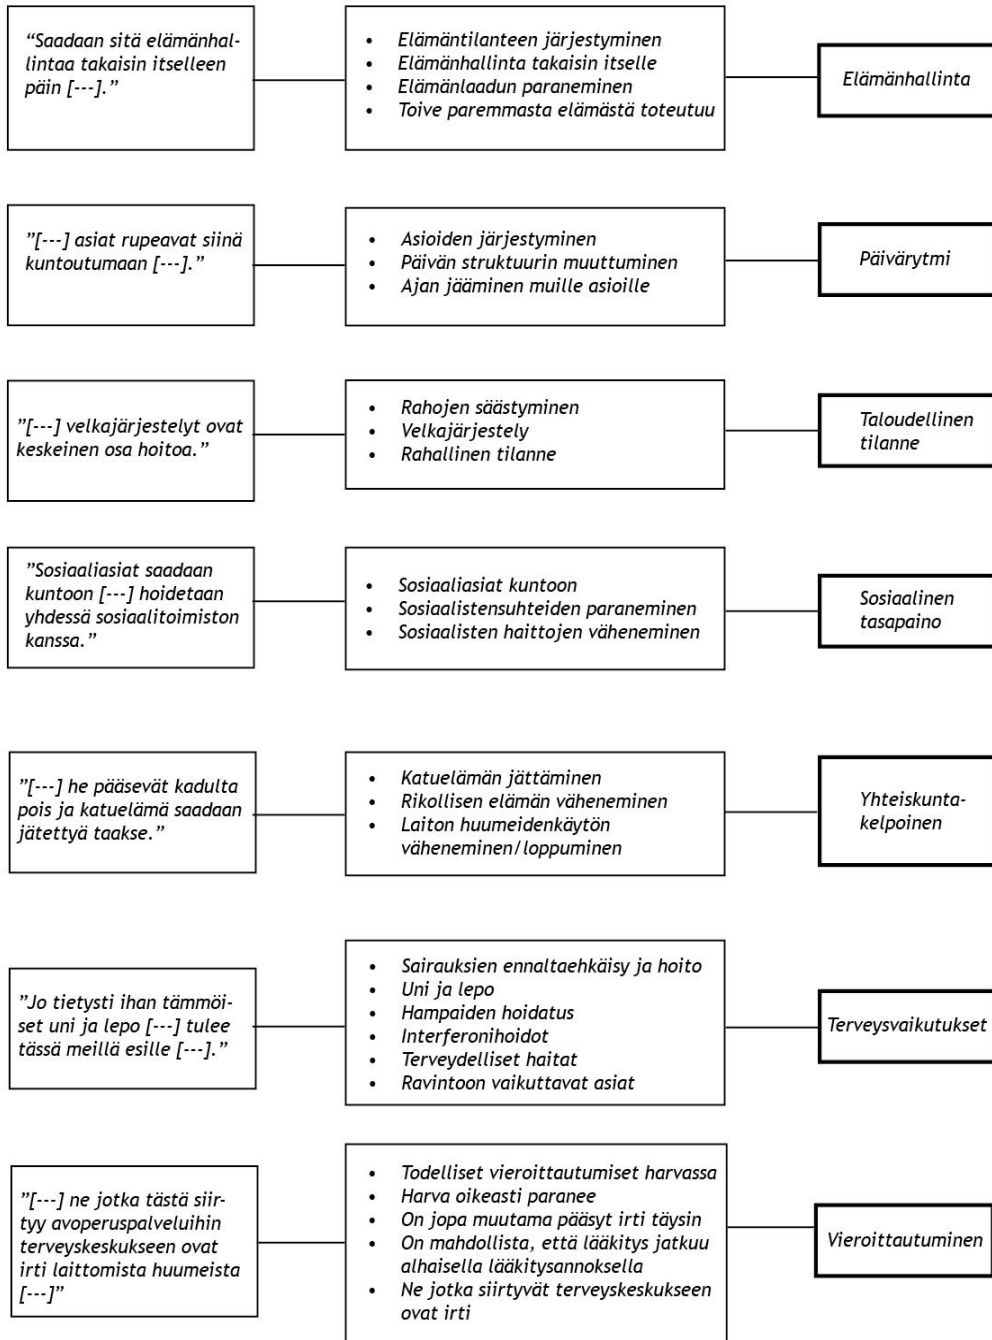 “Saadaan sitä elämänhal-
lintaa takaisin itselleen
päin [---].”
• Elämäntilanteen järjestyminen
• Elämänhallinta takaisin itselle
• Elämänlaadun paraneminen
• Toive paremmasta elämästä toteutuu
Elämänhallinta
”[---] asiat rupeavat siinä
kuntoutumaan [---].”
• Asioiden järjestyminen
• Päivän struktuurin muuttuminen
• Ajan jääminen muille asioille
Päivärytmi
”[---] velkajärjestelyt ovat
keskeinen osa hoitoa.”
• Rahojen säästyminen
• Velkajärjestely
• Rahallinen tilanne
Taloudellinen
tilanne
”Sosiaaliasiat saadaan
kuntoon [---] hoidetaan
yhdessä sosiaalitoimiston
kanssa.”
• Sosiaaliasiat kuntoon
• Sosiaalistensuhteiden paraneminen
• Sosiaalisten haittojen väheneminen
Sosiaalinen
tasapaino
”[---] he pääsevät kadulta
pois ja katuelämä saadaan
jätettyä taakse.”
• Katuelämän jättäminen
• Rikollisen elämän väheneminen
• Laiton huumeidenkäytön
väheneminen/loppuminen
Yhteiskunta-
kelpoinen
”Jo tietysti ihan tämmöi-
set uni ja lepo [---] tulee
tässä meillä esille [---].”
• Sairauksien ennaltaehkäisy ja hoito
• Uni ja lepo
• Hampaiden hoidatus
• Interferonihoidot
• Terveydelliset haitat
• Ravintoon vaikuttavat asiat
Terveysvaikutukset
”[---] ne jotka tästä siir-
tyy avoperuspalveluihin
terveyskeskukseen ovat
irti laittomista huumeista
[---]”
• Todelliset vieroittautumiset harvassa
• Harva oikeasti paranee
• On jopa muutama pääsyt irti täysin
• On mahdollista, että lääkitys jatkuu
alhaisella lääkitysannoksella
• Ne jotka siirtyvät terveyskeskukseen
ovat irti
Vieroittautuminen